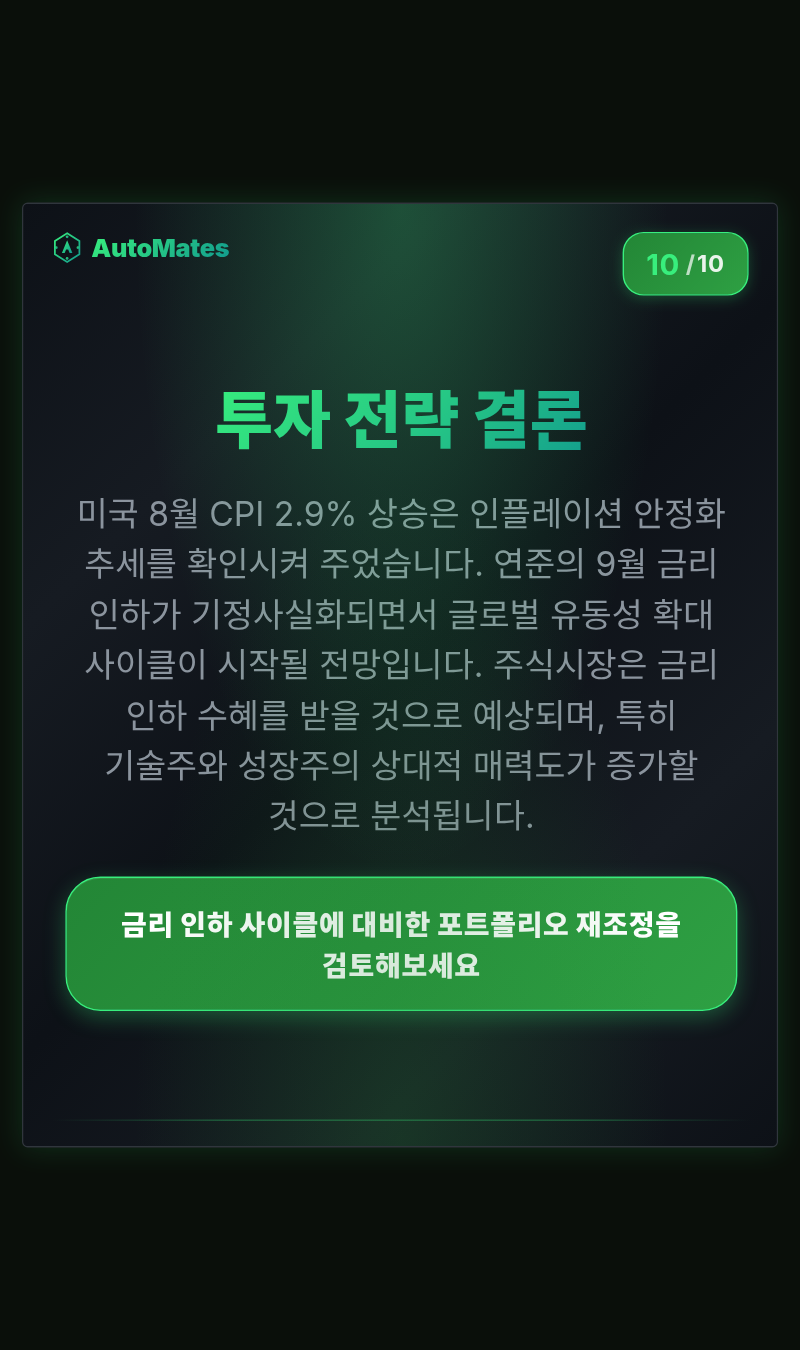 AutoMates
10 /10
투자 전략 결론
미국 8월 CPI 2.9% 상승은 인플레이션 안정화
추세를 확인시켜 주었습니다. 연준의 9월 금리
인하가 기정사실화되면서 글로벌 유동성 확대
사이클이 시작될 전망입니다. 주식시장은 금리
인하 수혜를 받을 것으로 예상되며, 특히
기술주와 성장주의 상대적 매력도가 증가할
것으로 분석됩니다.
금리 인하 사이클에 대비한 포트폴리오 재조정을
검토해보세요